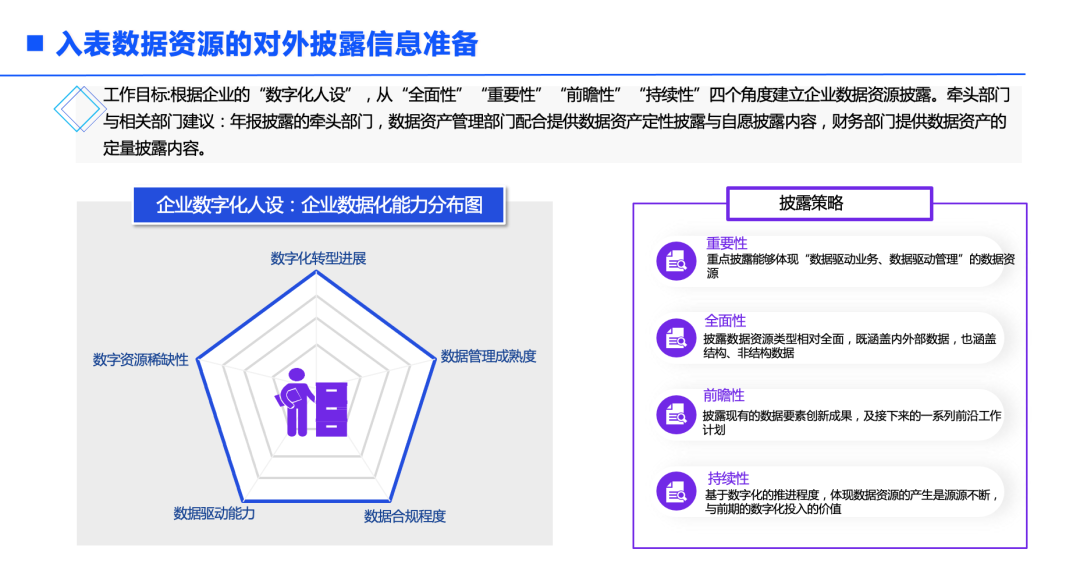 入表数据资源的对外披露信息准备
工作目标:根据企业的“数字化人设”，从“全面性”“重要性”“前瞻性”“持续性”四个角度建立企业数据资源披露。牵头部门
与相关部门建议：年报披露的牵头部门，数据资产管理部门配合提供数据资产定性披露与自愿披露内容，财务部门提供数据资产的
定量披露内容。
企业数字化人设：企业数据化能力分布图
数字化转型进展
数字资源稀缺性
数据管理成熟度
数据驱动能力
数据合规程度
披露策略
重要性
重点披露能够体现“数据驱动业务、数据驱动管理”的数据资
源
全面性
披露数据资源类型相对全面，既涵盖内外部数据，也涵盖
结构、非结构数据
前瞻性
披露现有的数据要素创新成果，及接下来的一系列前沿工作
计划
持续性
基于数字化的推进程度，体现数据资源的产生是源源不断，
与前期的数字化投入的价值